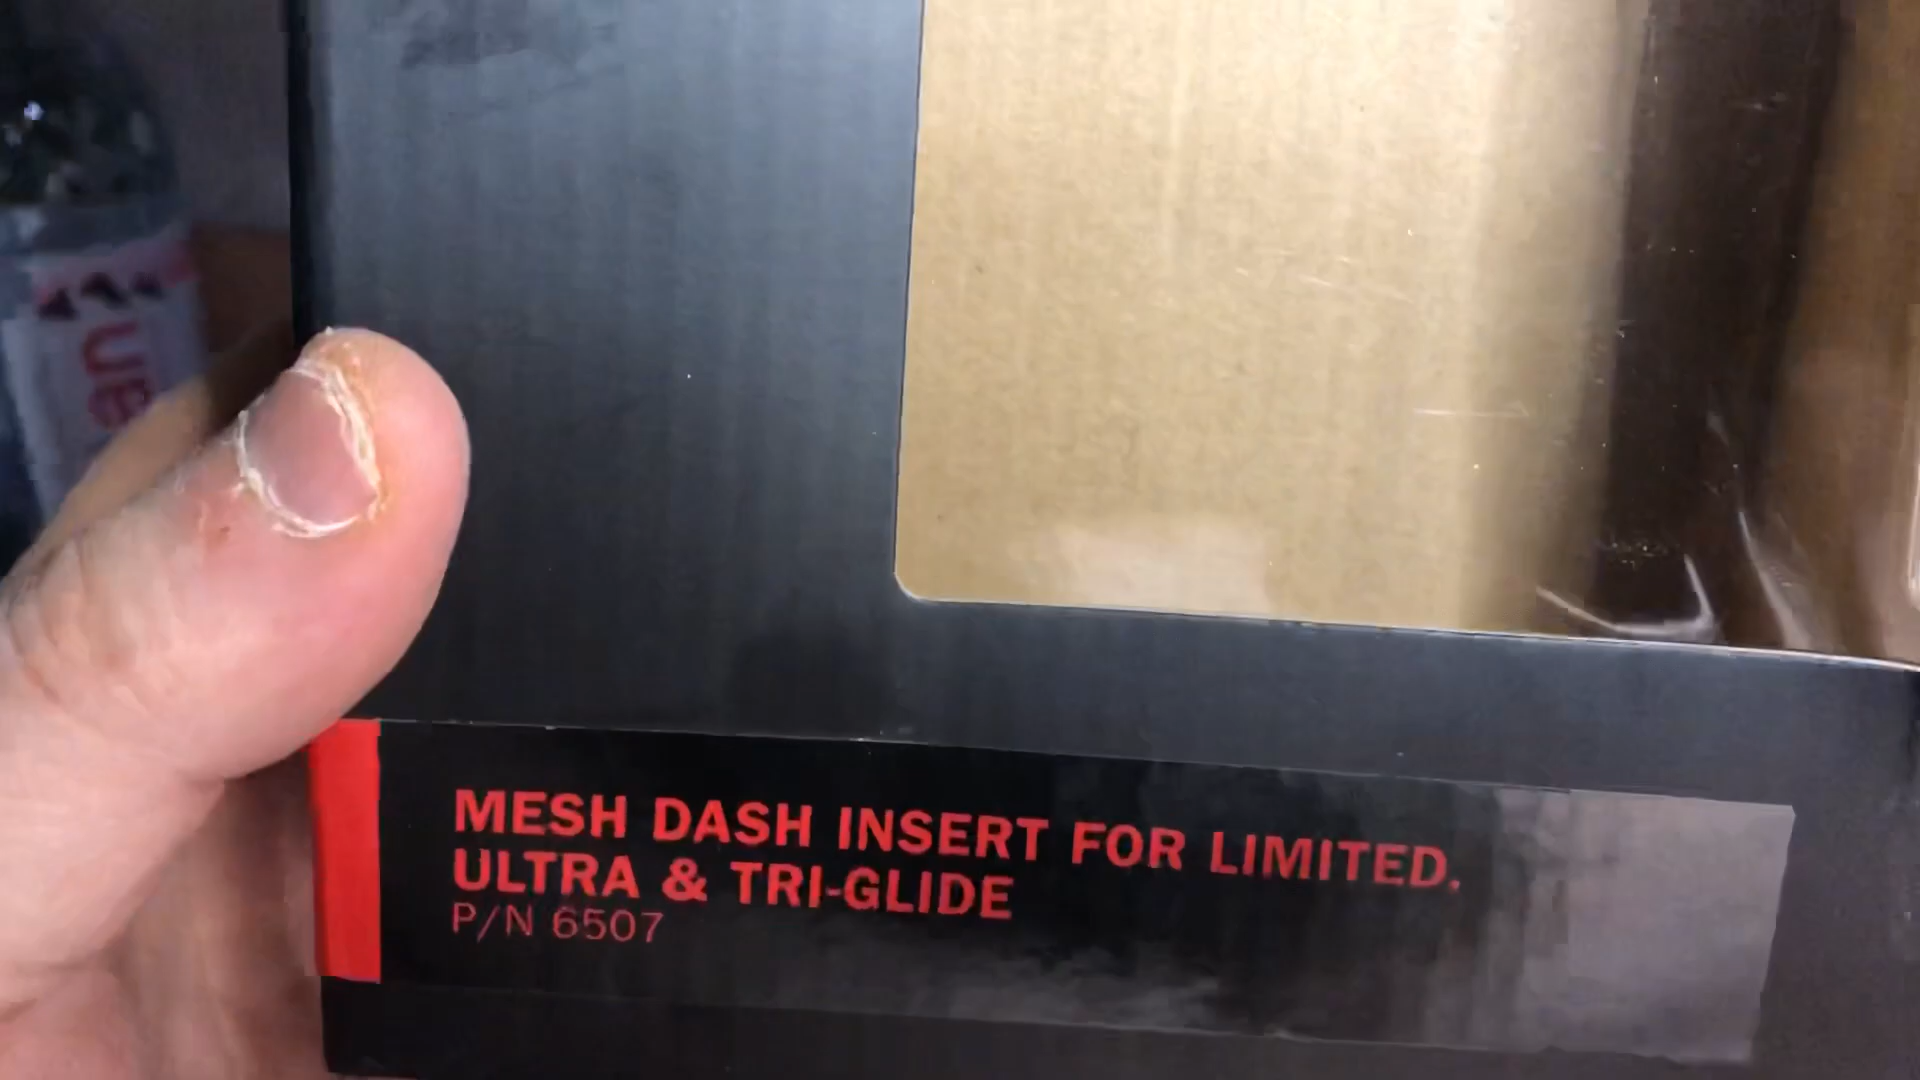 MESH DASH INSERT FOR LIMITED.
ULTRA & TRI-GLIDE
P/N 6507